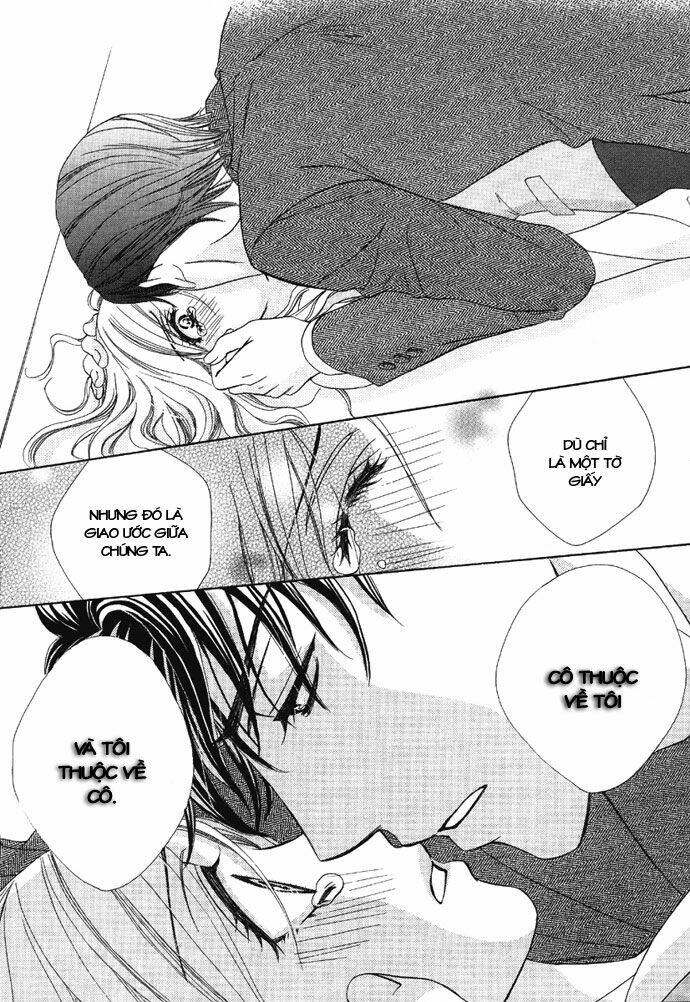 DÙ CHỈ
LÀ MỘT TỜ
GIẤY
NHƯNG ĐÓ LÀ
GIAO ƯỚC GIỮA
CHÚNG TA.
CÔ THUỘC
VỀ TÔI
VÀ TÔI
THUỘC VỀ
CÔ.